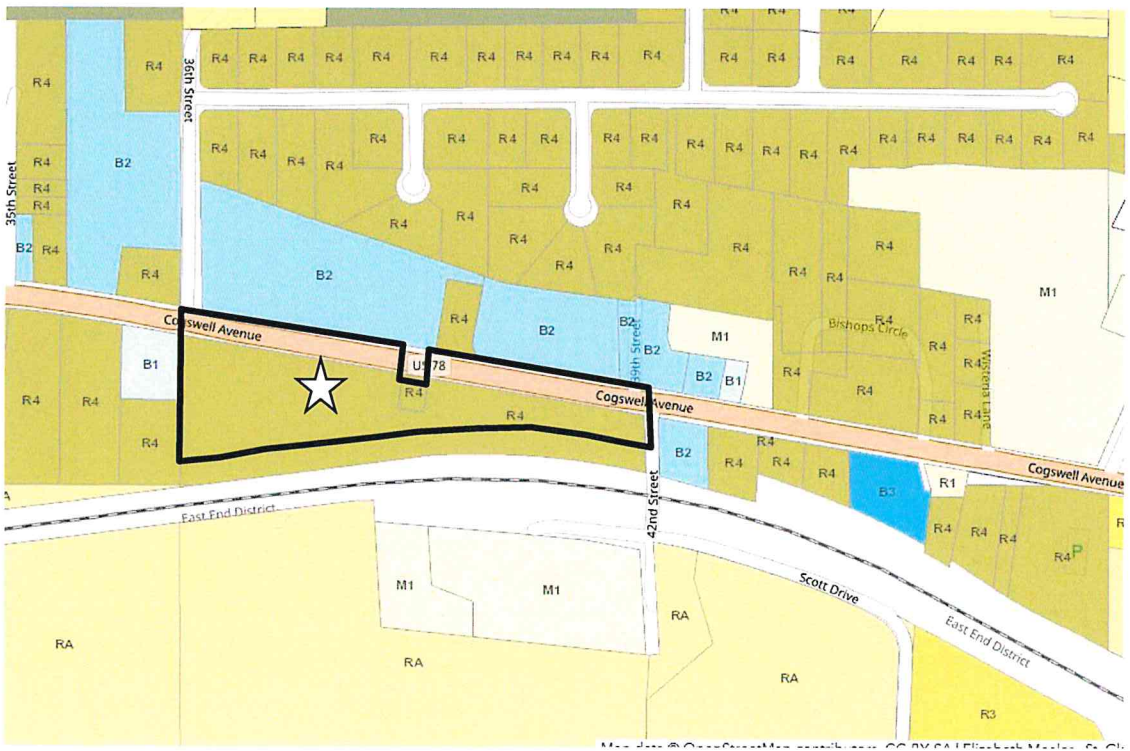 R4 R4 R4
R4 R4 R4 R4 R4 R4 R4 R4 R4 R4 R4 R4 R4 R4 R4 R4 R4 R4
R4
36th Street
35th Street
R4 R4 R4 R4 R4 R4 R4 R4 R4 R4 R4 R4 R4 R4 R4 R4 R4 R4 R4 R4 R4
B2
R4
R4
R4
R4 R4 R4
R4 R4
R4
B2 R4
R4 R4 R4 R4
R4
R4
B2
R4 R4
M1
R4
B2 B2
B2
M1
R4
Bishops Circle
Cogswell Avenue
39th Street
US 78
B1
B2 B1
R4
R4
R4
R4
Wisteria Lane
R4 R4
R4
R4
Cogswell Avenue
R4
R4 R4
R4
B2
R4
R4
R4
R4
Cogswell Avenue
B3
R1
42nd Street
East End District
R4 R4 R4
R4 P
M1
M1
Scott Drive
RA
RA
RA
RA
East End District
R3